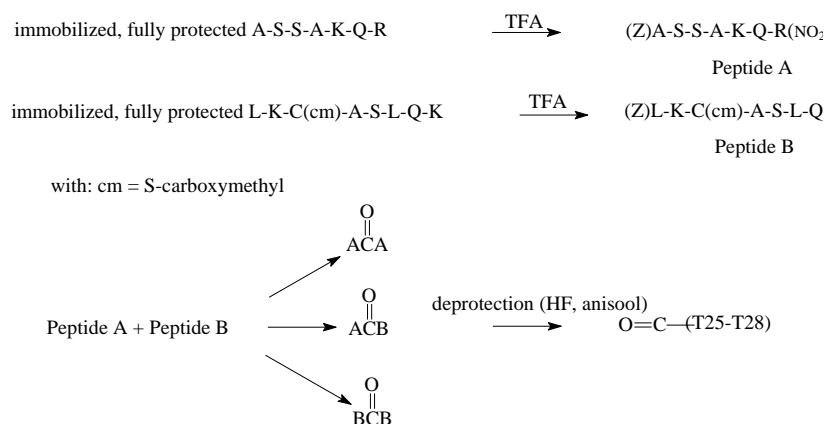 immobilized, fully protected A-S-S-A-K-Q-R TFA (Z)A-S-S-A-K-Q-R(NO2
Peptide A
immobilized, fully protected L-K-C(cm)-A-S-L-Q-K TFA (Z)L-K-C(cm)-A-S-L-Q
Peptide B
with: cm = S-carboxymethyl
O
ACA
O
deprotection (HF, anisool)
Peptide A + Peptide B ACB O=C—(T25-T28)
O
BCB